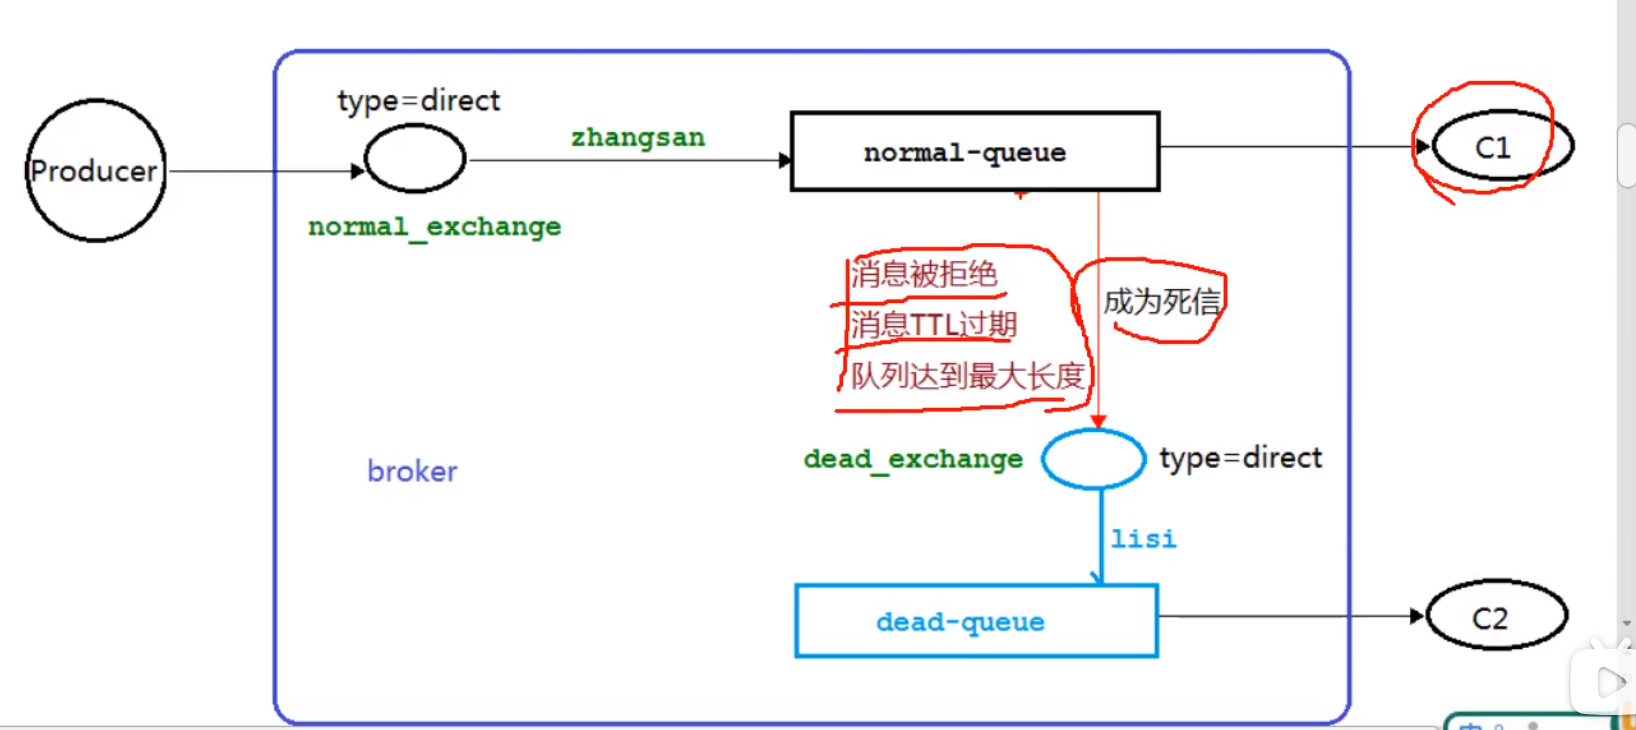 type=direct
zhangsan
normal-queue
C1
Producer
normal_exchange
消息被拒绝
成为死信
消息TTL过期
队列达到最大长度
dead_exchange
type=direct
broker
lisi
dead-queue
C2
中